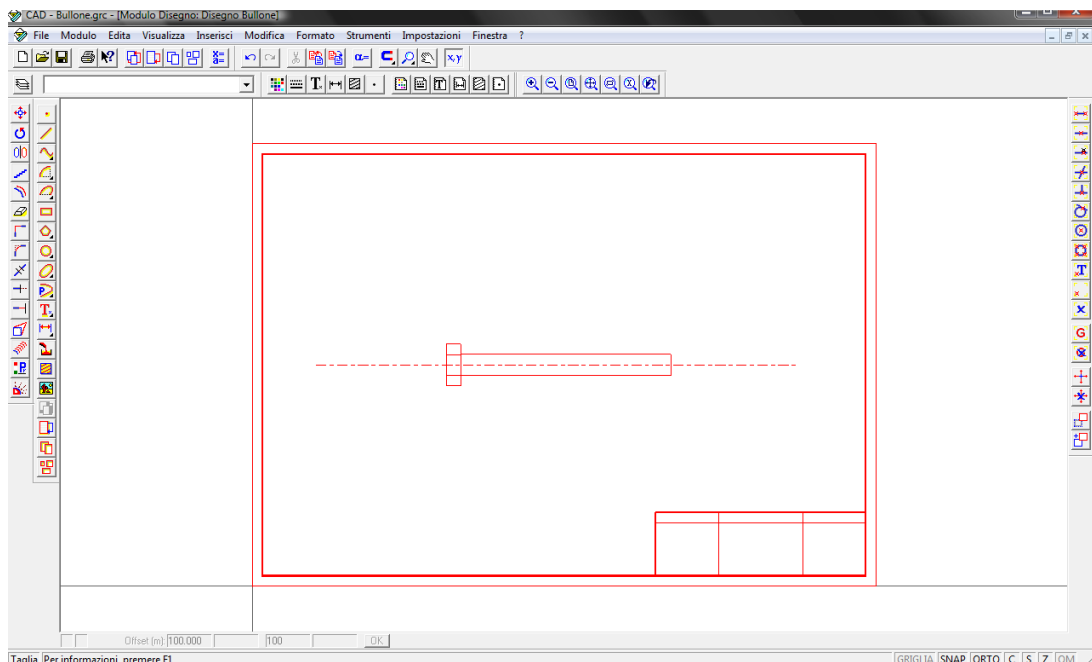 CAD - Bullone.grc - [Modulo Disegno: Disegno Bullone]
File Modulo Edita Visualizza Inserisci Modifica Formato Strumenti Impostazioni Finestra ?
α= x,y
T T
P
T T
P
G
Offset (m): 100.000 100 OK
Taglia Per informazioni, premere F1 GRIGLIA SNAP ORTO C S Z OM